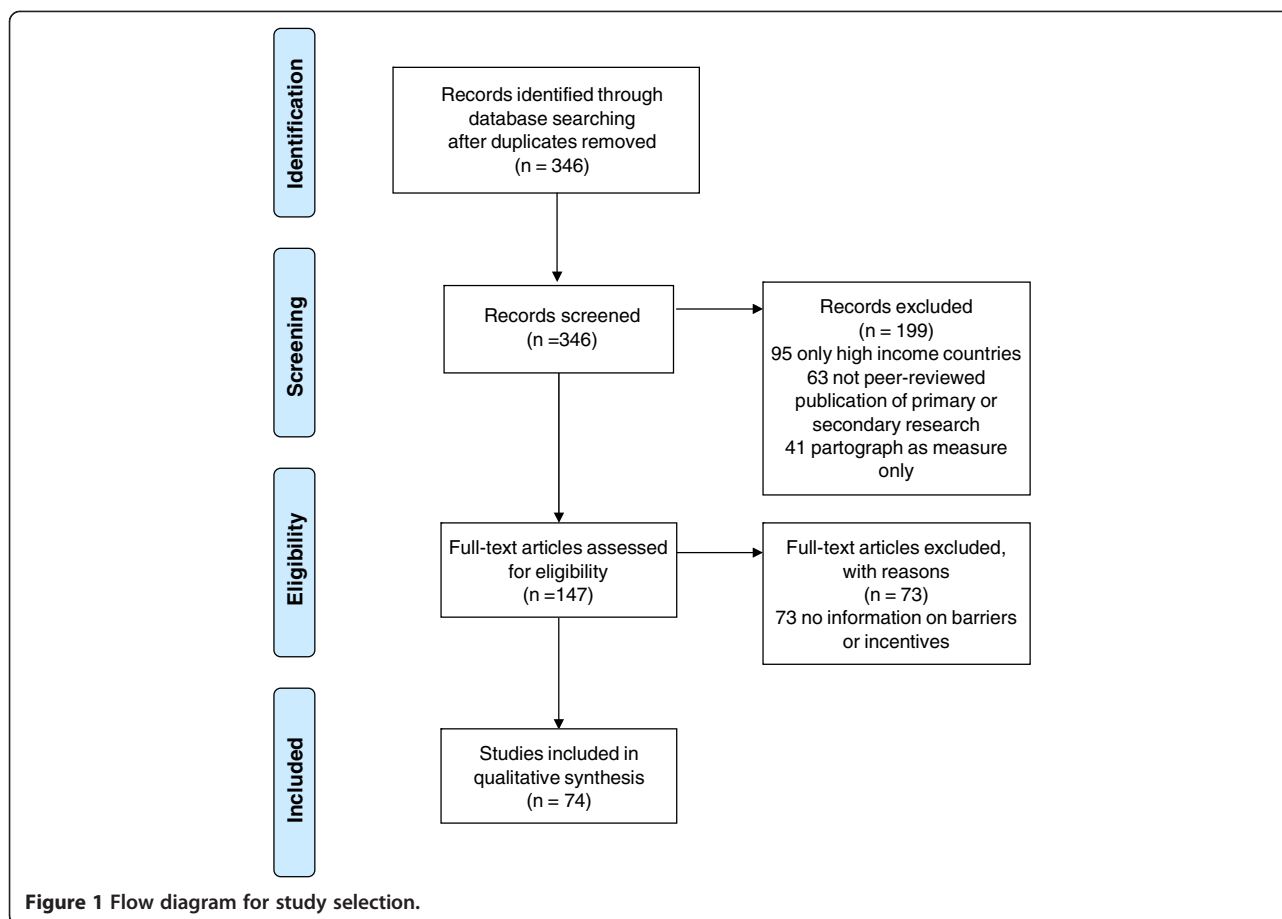 Identification
Records identified through
database searching
after duplicates removed
(n = 346)
Screening
Records screened
(n =346)
Records excluded
(n = 199)
95 only high income countries
63 not peer-reviewed
publication of primary or
secondary research
41 partograph as measure
only
Eligibility
Full-text articles assessed
for eligibility
(n =147)
Full-text articles excluded,
with reasons
(n = 73)
73 no information on barriers
or incentives
Included
Studies included in
qualitative synthesis
(n = 74)
Figure 1 Flow diagram for study selection.